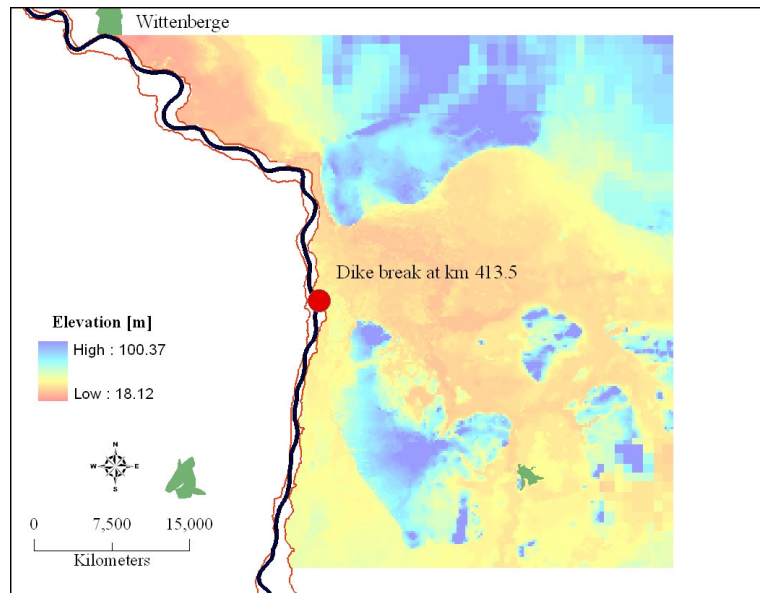 Wittenberge
Dike break at km 413.5
Elevation [m]
High : 100.37
Low : 18.12
N
W E
S
0 7,500 15,000
Kilometers